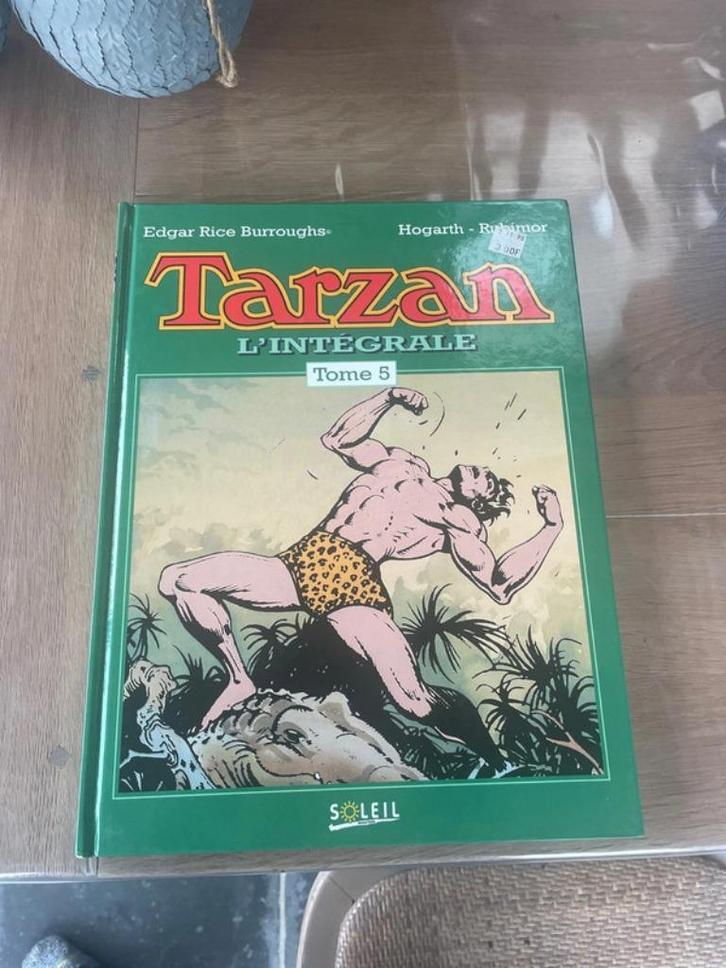 Edgar Rice Burroughs©
Hogarth - Rubimor
Tarzan
L'INTÉGRALE
Tome 5
SOLEIL